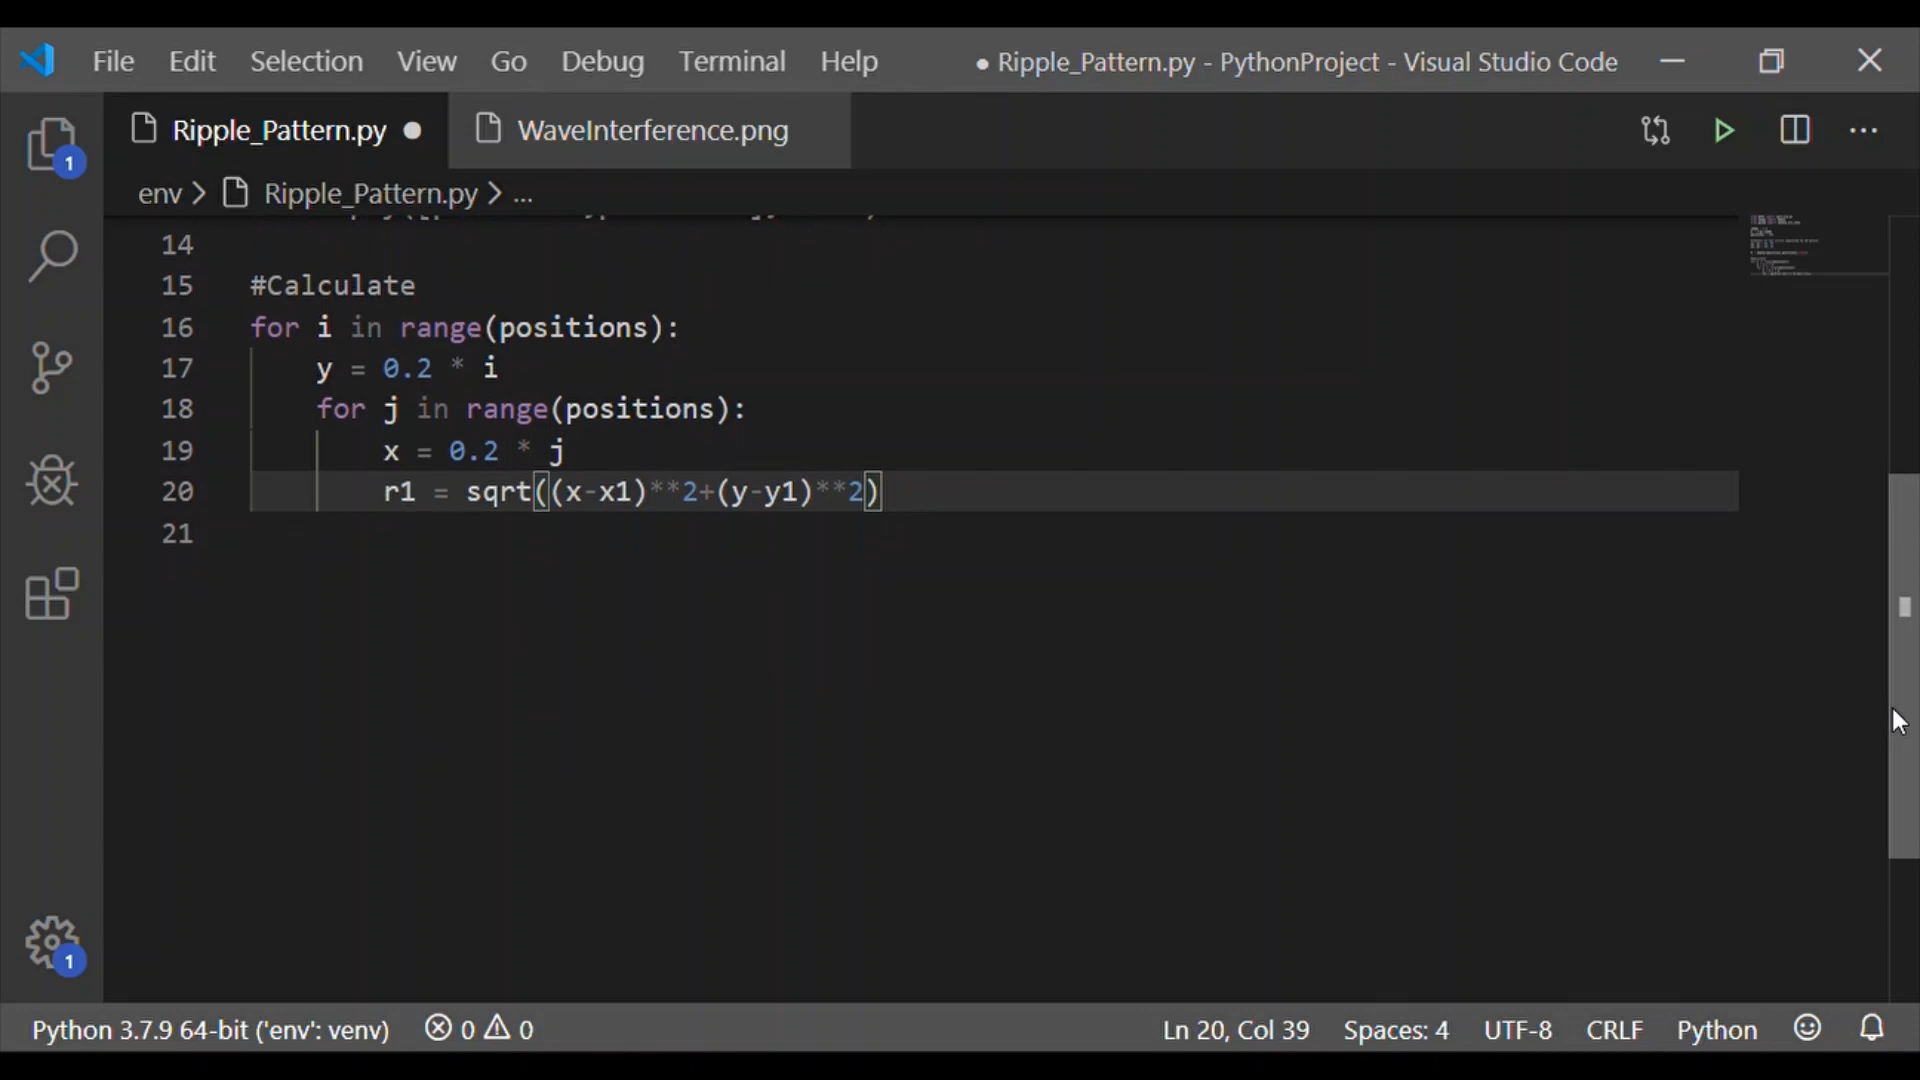 File Edit Selection View Go Debug Terminal Help ● Ripple_Pattern.py - PythonProject - Visual Studio Code
Ripple_Pattern.py WaveInterference.png
1
env > Ripple_Pattern.py > ...
14
15 #Calculate
16 for i in range(positions):
17 y = 0.2 * i
18 for j in range(positions):
19 x = 0.2 * j
20 r1 = sqrt((x-x1)**2+(y-y1)**2)
21
1
Python 3.7.9 64-bit ('env': venv) 0 0 Ln 20, Col 39 Spaces: 4 UTF-8 CRLF Python